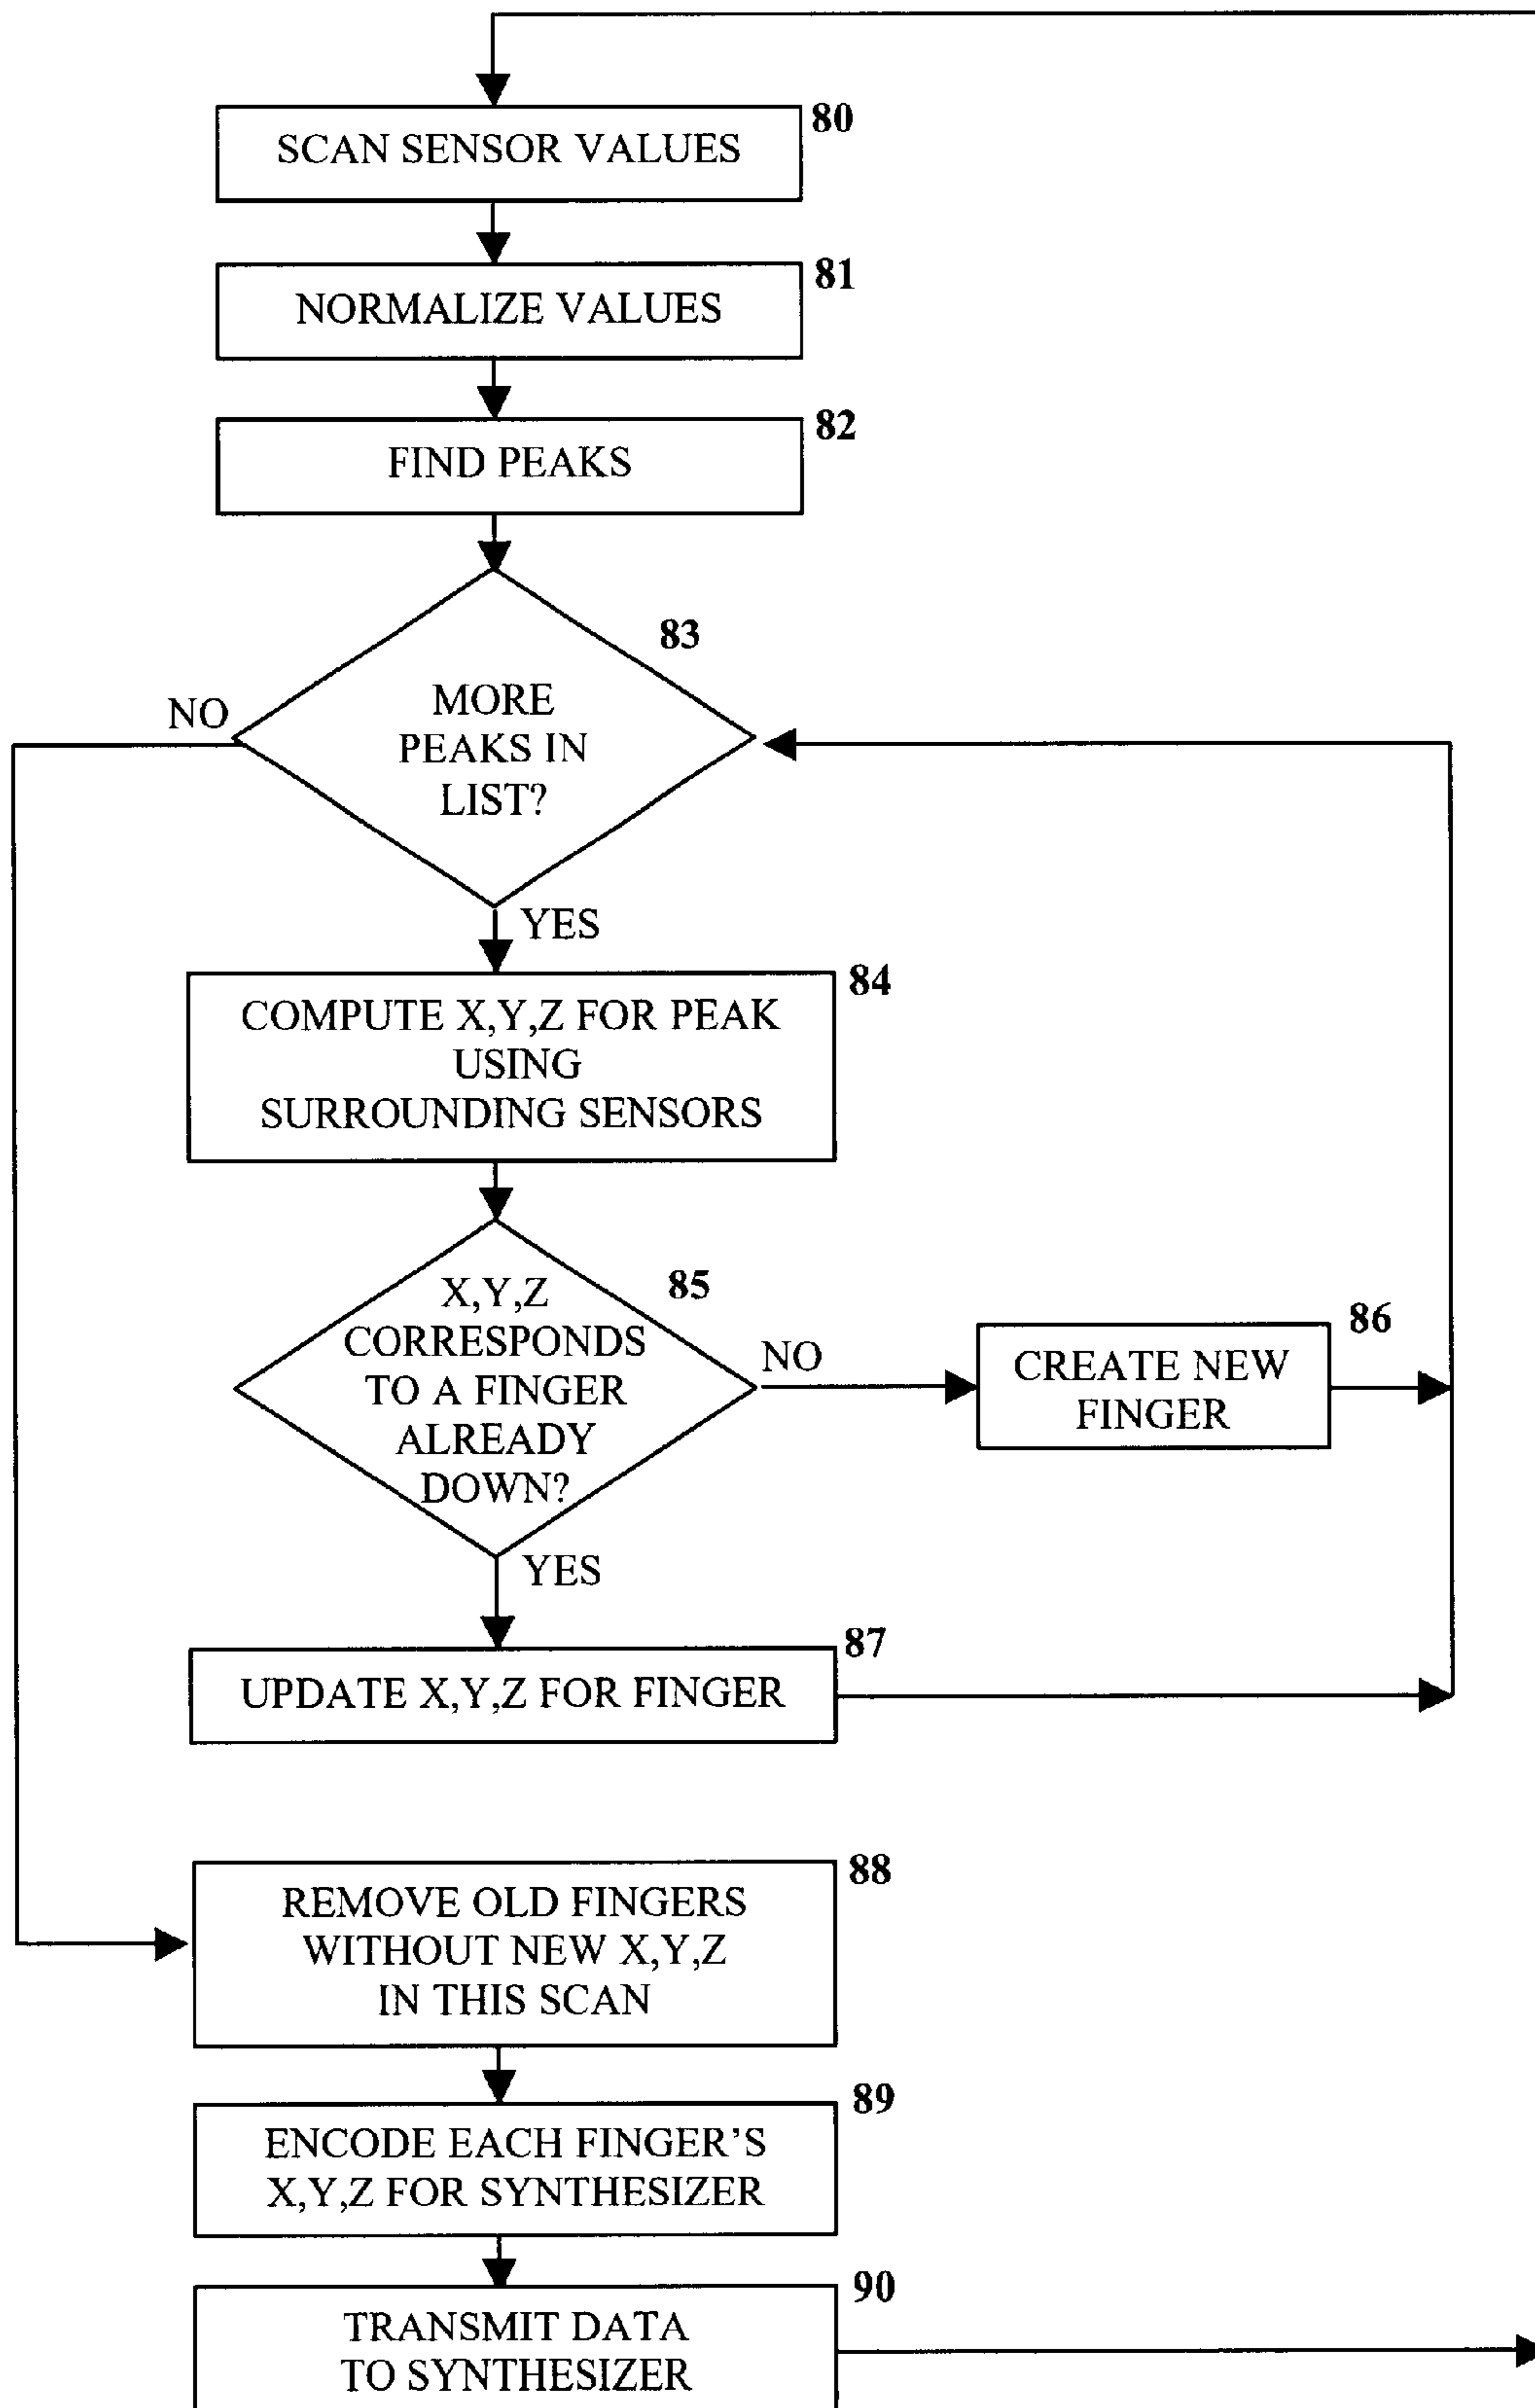 80
SCAN SENSOR VALUES
81
NORMALIZE VALUES
82
FIND PEAKS
83
NO
MORE
PEAKS IN
LIST?
YES
84
COMPUTE X,Y,Z FOR PEAK
USING
SURROUNDING SENSORS
85
X,Y,Z
CORRESPONDS
TO A FINGER
ALREADY
DOWN?
NO
86
CREATE NEW
FINGER
YES
87
UPDATE X,Y,Z FOR FINGER
88
REMOVE OLD FINGERS
WITHOUT NEW X,Y,Z
IN THIS SCAN
89
ENCODE EACH FINGER'S
X,Y,Z FOR SYNTHESIZER
90
TRANSMIT DATA
TO SYNTHESIZER